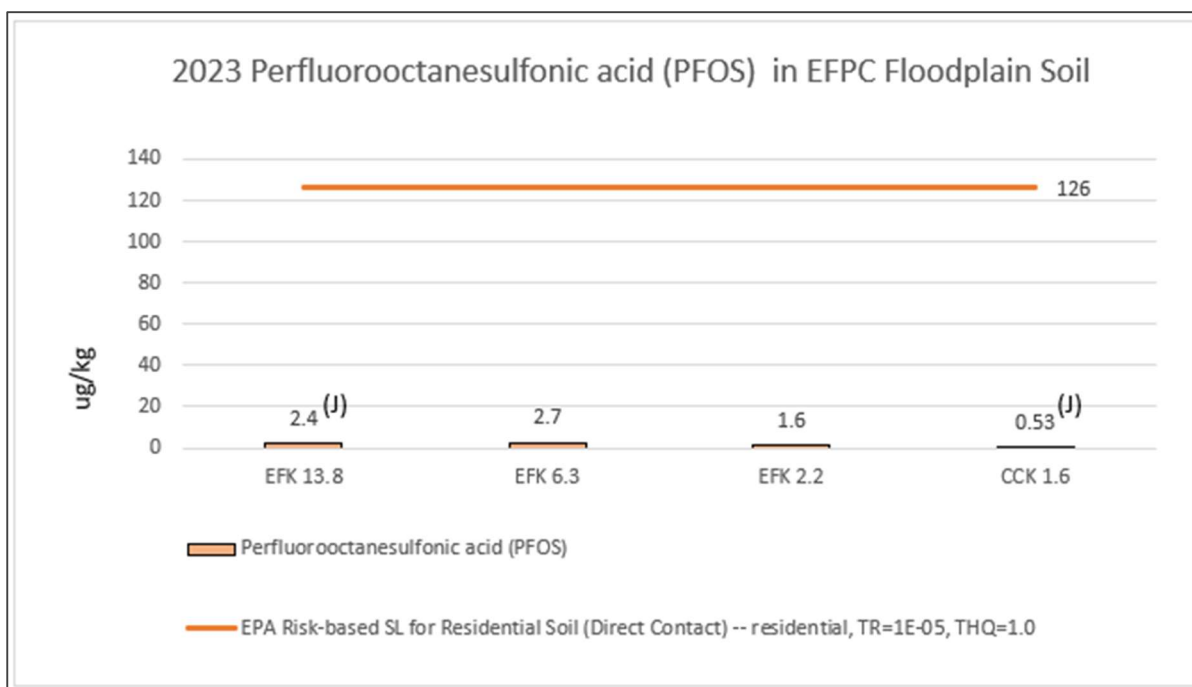 2023 Perfluorooctanesulfonic acid (PFOS) in EFPC Floodplain Soil
140
120
100
80
60
40
20
0
ug/kg
126
2.4 (J)
2.7
1.6
0.53 (J)
EFK 13.8
EFK 6.3
EFK 2.2
CCK 1.6
Perfluorooctanesulfonic acid (PFOS)
EPA Risk-based SL for Residential Soil (Direct Contact) -- residential, TR=1E-05, THQ=1.0